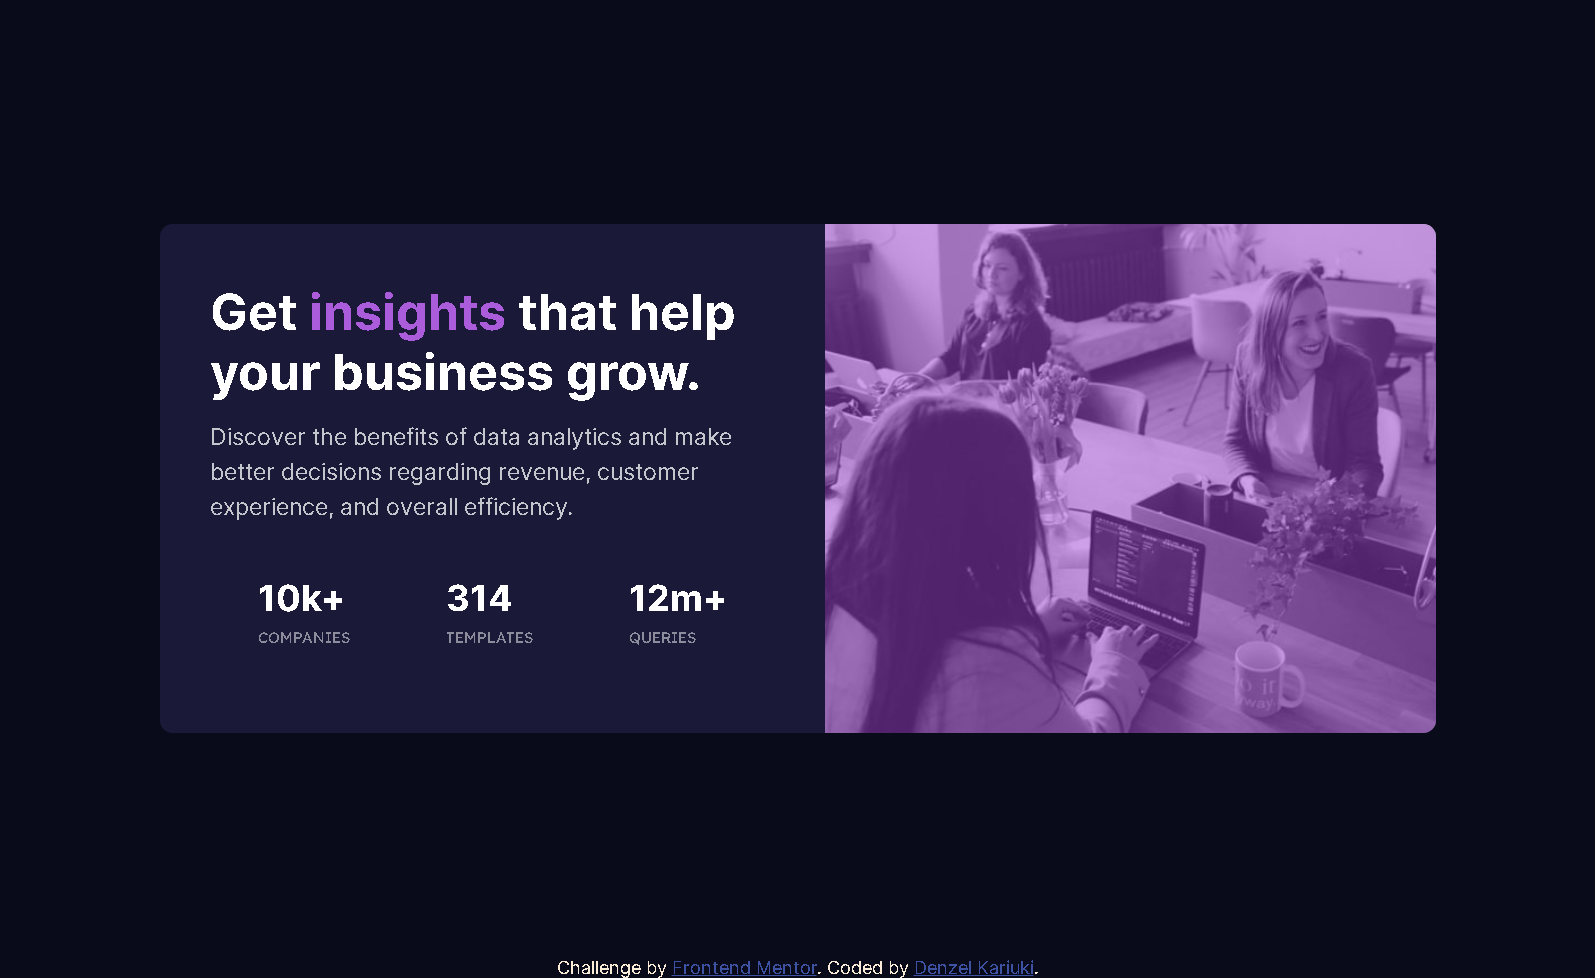 Get insights that help
your business grow.
Discover the benefits of data analytics and make
better decisions regarding revenue, customer
experience, and overall efficiency.
10k+ 314 12m+
COMPANIES TEMPLATES QUERIES
Challenge by Frontend Mentor. Coded by Denzel Kariuki.